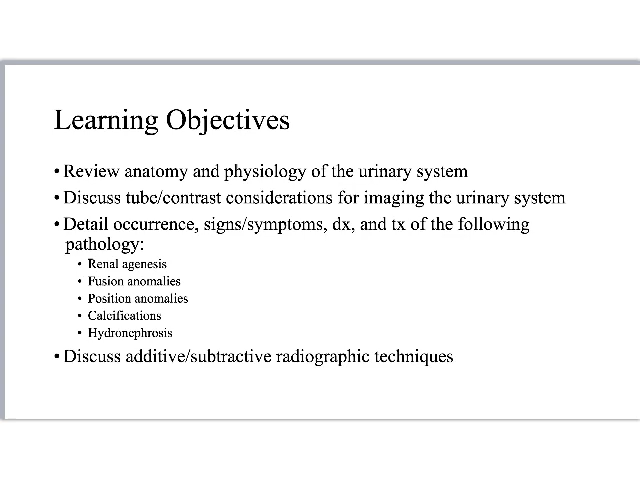 Learning Objectives
• Review anatomy and physiology of the urinary system
• Discuss tube/contrast considerations for imaging the urinary system
• Detail occurrence, signs/symptoms, dx, and tx of the following
pathology:
• Renal agenesis
• Fusion anomalies
• Position anomalies
• Calcifications
• Hydronephrosis
• Discuss additive/subtractive radiographic techniques